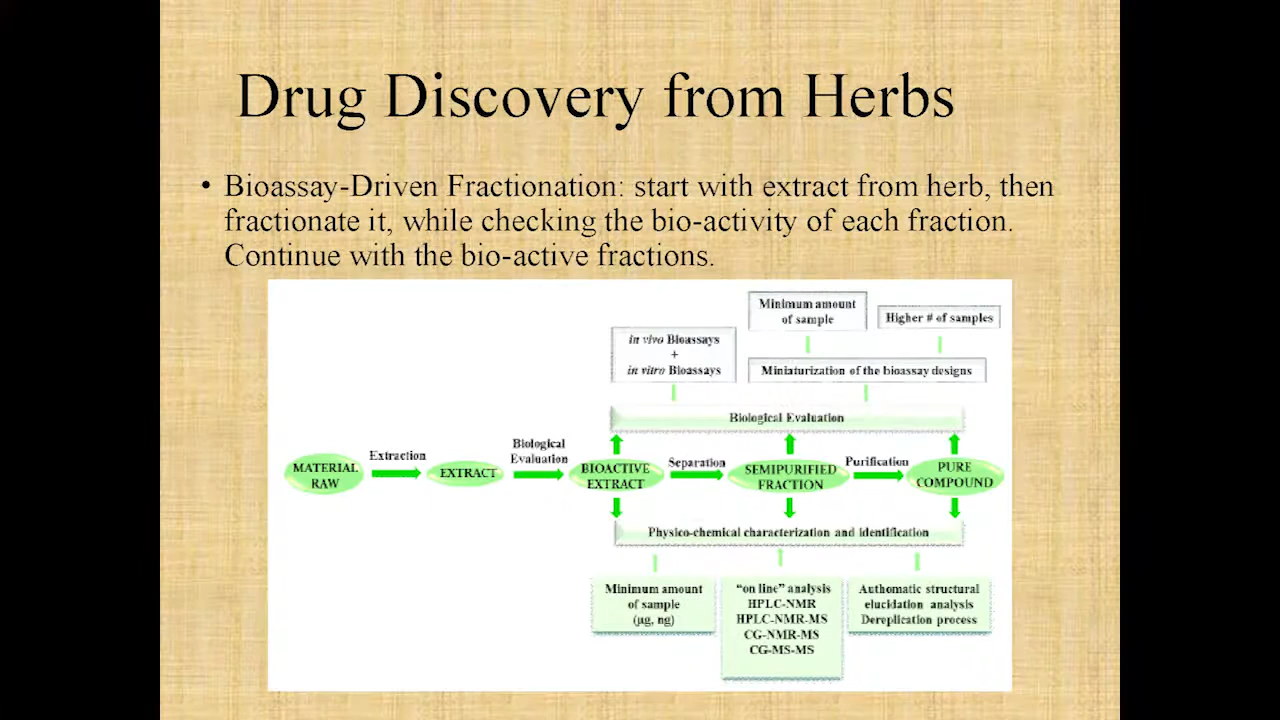 Drug Discovery from Herbs
• Bioassay-Driven Fractionation: start with extract from herb, then
fractionate it, while checking the bio-activity of each fraction.
Continue with the bio-active fractions.
Minimum amount
of sample
Higher # of samples
in vivo Bioassays
+
in vitro Bioassays
Miniaturization of the bioassay designs
Biological Evaluation
MATERIAL
RAW
Extraction
EXTRACT
Biological
Evaluation
BIOACTIVE
EXTRACT
Separation
SEMIPURIFIED
FRACTION
Purification
PURE
COMPOUND
Physico-chemical characterization and identification
Minimum amount
of sample
(µg, ng)
“on line” analysis
HPLC-NMR
HPLC-NMR-MS
CG-NMR-MS
CG-MS-MS
Authomatic structural
elucidation analysis
Dereplication process